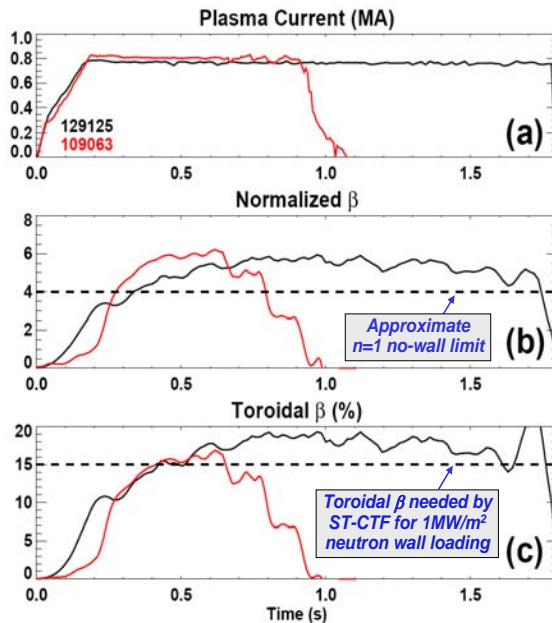 Plasma Current (MA)
1.0
0.8
0.6
0.4
0.2
0.0
129125
109063
(a)
0.0 0.5 1.0 1.5
Normalized β
8
6
4
2
0
Approximate
n=1 no-wall limit
(b)
0.0 0.5 1.0 1.5
Toroidal β (%)
20
15
10
5
0
Toroidal β needed by
ST-CTF for 1MW/m²
neutron wall loading
(c)
0.0 0.5 1.0 1.5
Time (s)